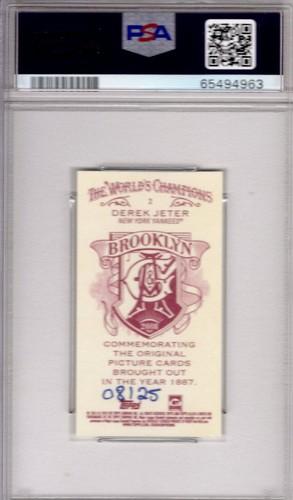 PSA
65494963
THE WORLD'S CHAMPIONS
2
DEREK JETER
NEW YORK YANKEES®
BROOKLYN
2008
COMMEMORATING
THE ORIGINAL
PICTURE CARDS
BROUGHT OUT
IN THE YEAR 1887.
08/25
Topps